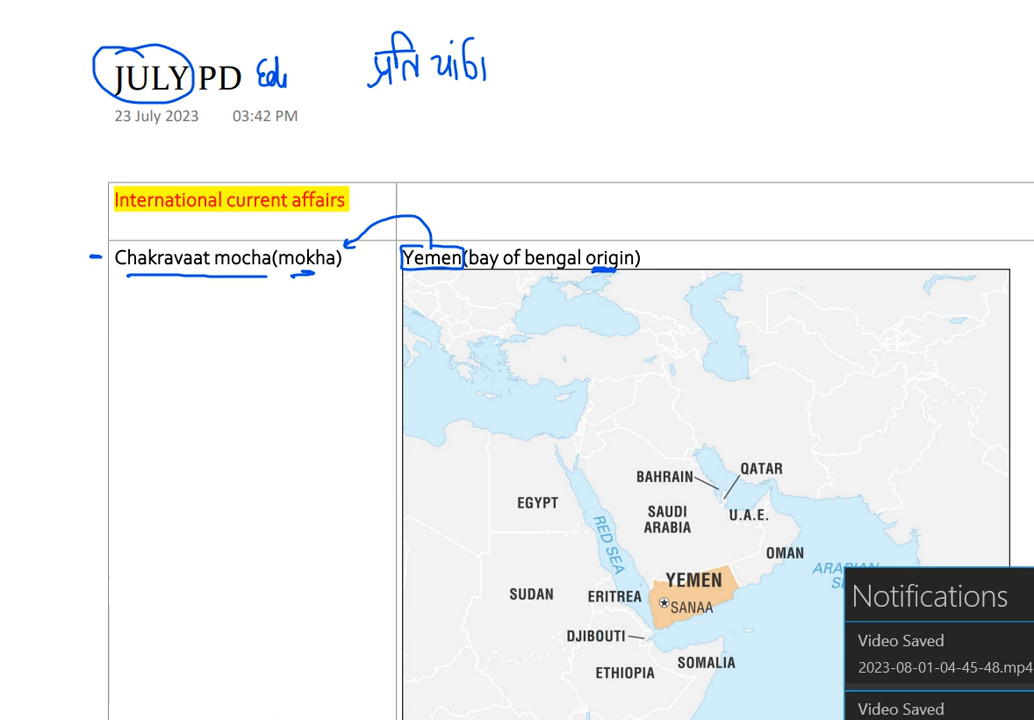 JULY PD Edu
23 July 2023 03:42 PM
International current affairs
Chakravaat mocha(mokha) Yemen(bay of bengal origin)
BAHRAIN QATAR
EGYPT SAUDI ARABIA U.A.E.
RED SEA
OMAN
ARABIAN
YEMEN
SUDAN ERITREA SANAA
DJIBOUTI
ETHIOPIA SOMALIA
Notifications
Video Saved
2023-08-01-04-45-48.mp4
Video Saved